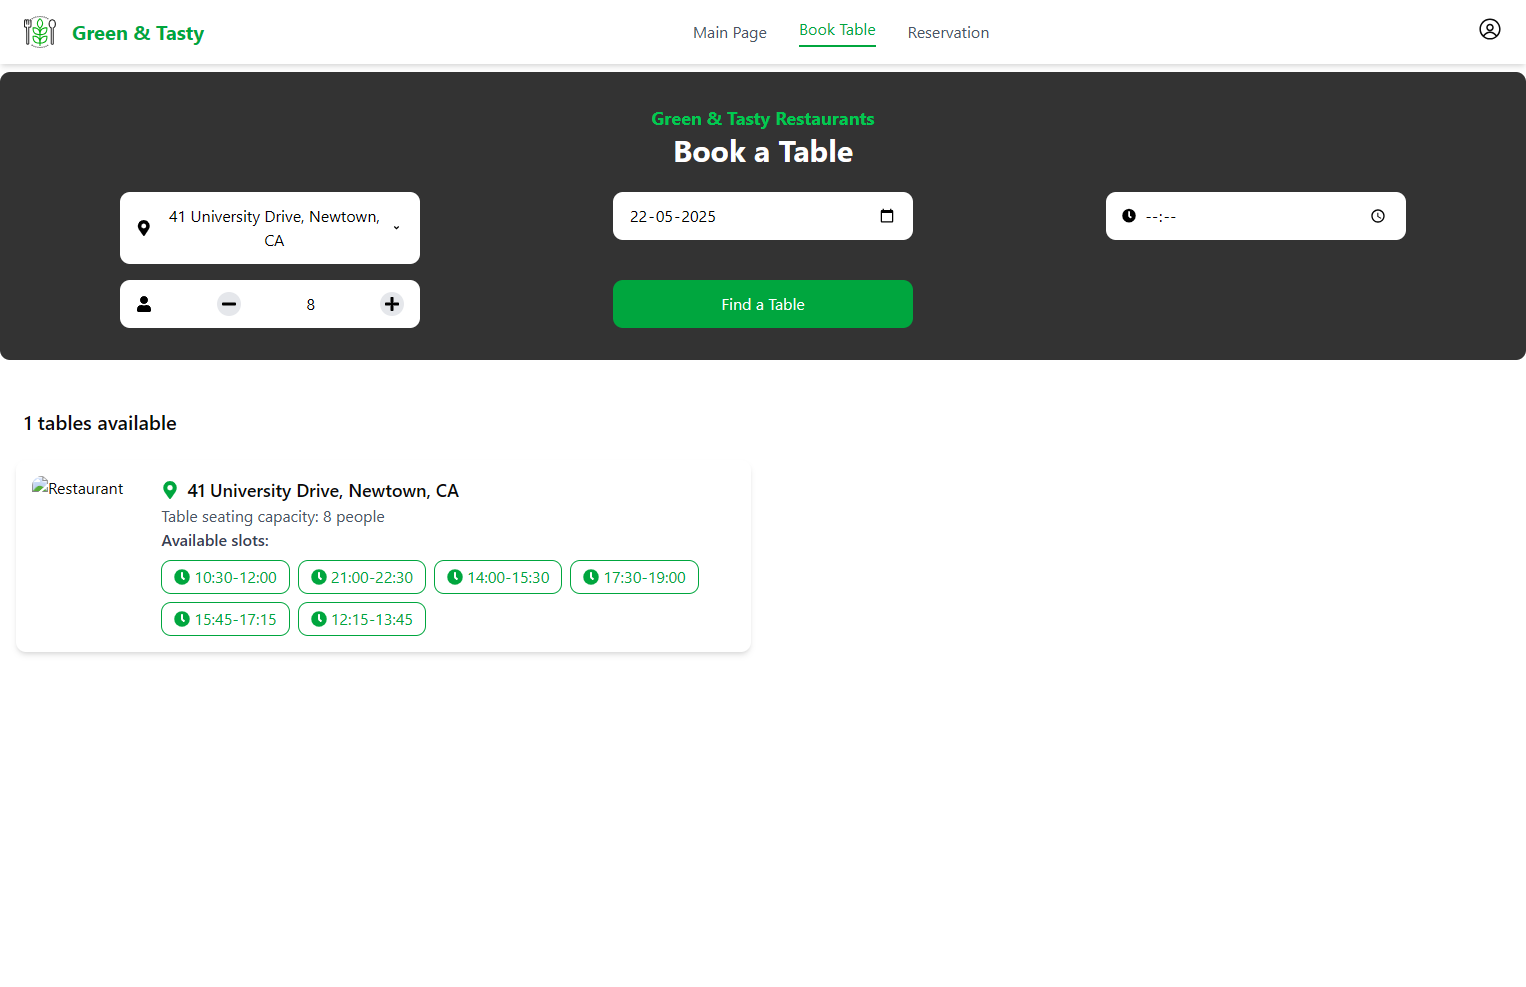 Green & Tasty
Main Page
Book Table
Reservation
Green & Tasty Restaurants
Book a Table
41 University Drive, Newtown,
CA
22-05-2025
--:--
8
Find a Table
1 tables available
Restaurant
41 University Drive, Newtown, CA
Table seating capacity: 8 people
Available slots:
10:30-12:00
21:00-22:30
14:00-15:30
17:30-19:00
15:45-17:15
12:15-13:45